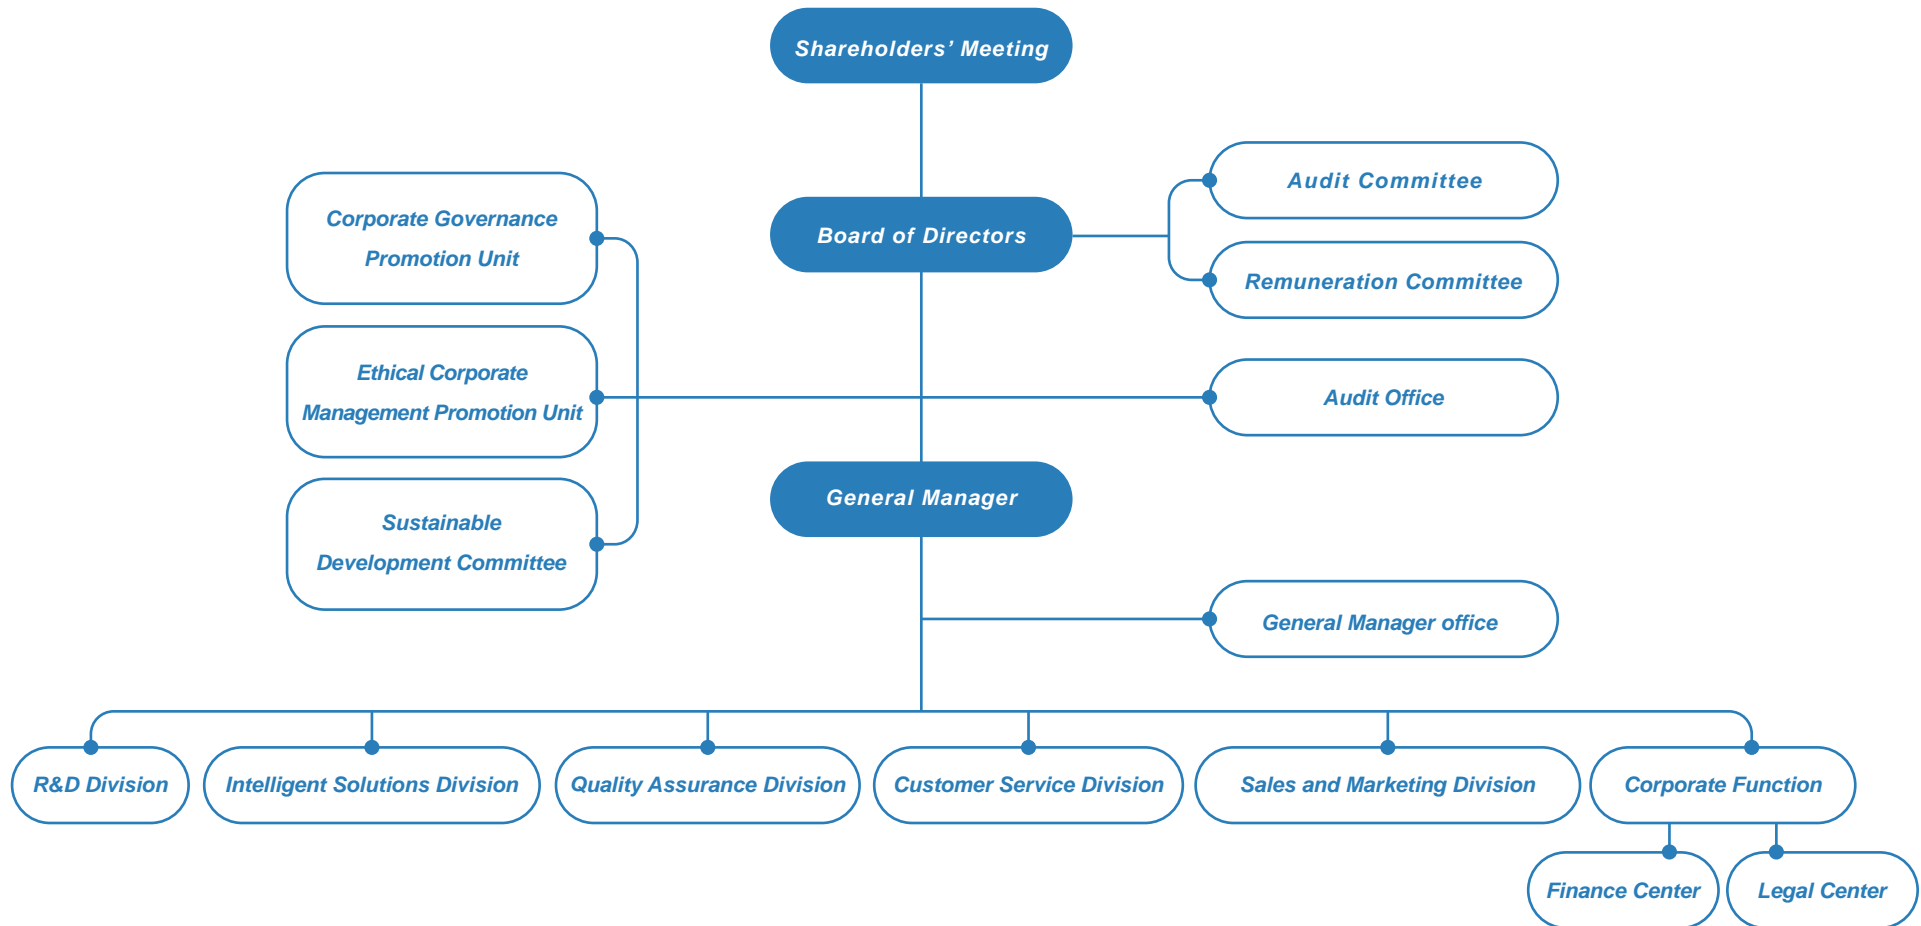 Shareholders’ Meeting
Audit Committee
Corporate Governance
Promotion Unit
Board of Directors
Remuneration Committee
Ethical Corporate
Management Promotion Unit
Audit Office
General Manager
Sustainable
Development Committee
General Manager office
R&D Division
Intelligent Solutions Division
Quality Assurance Division
Customer Service Division
Sales and Marketing Division
Corporate Function
Finance Center
Legal Center